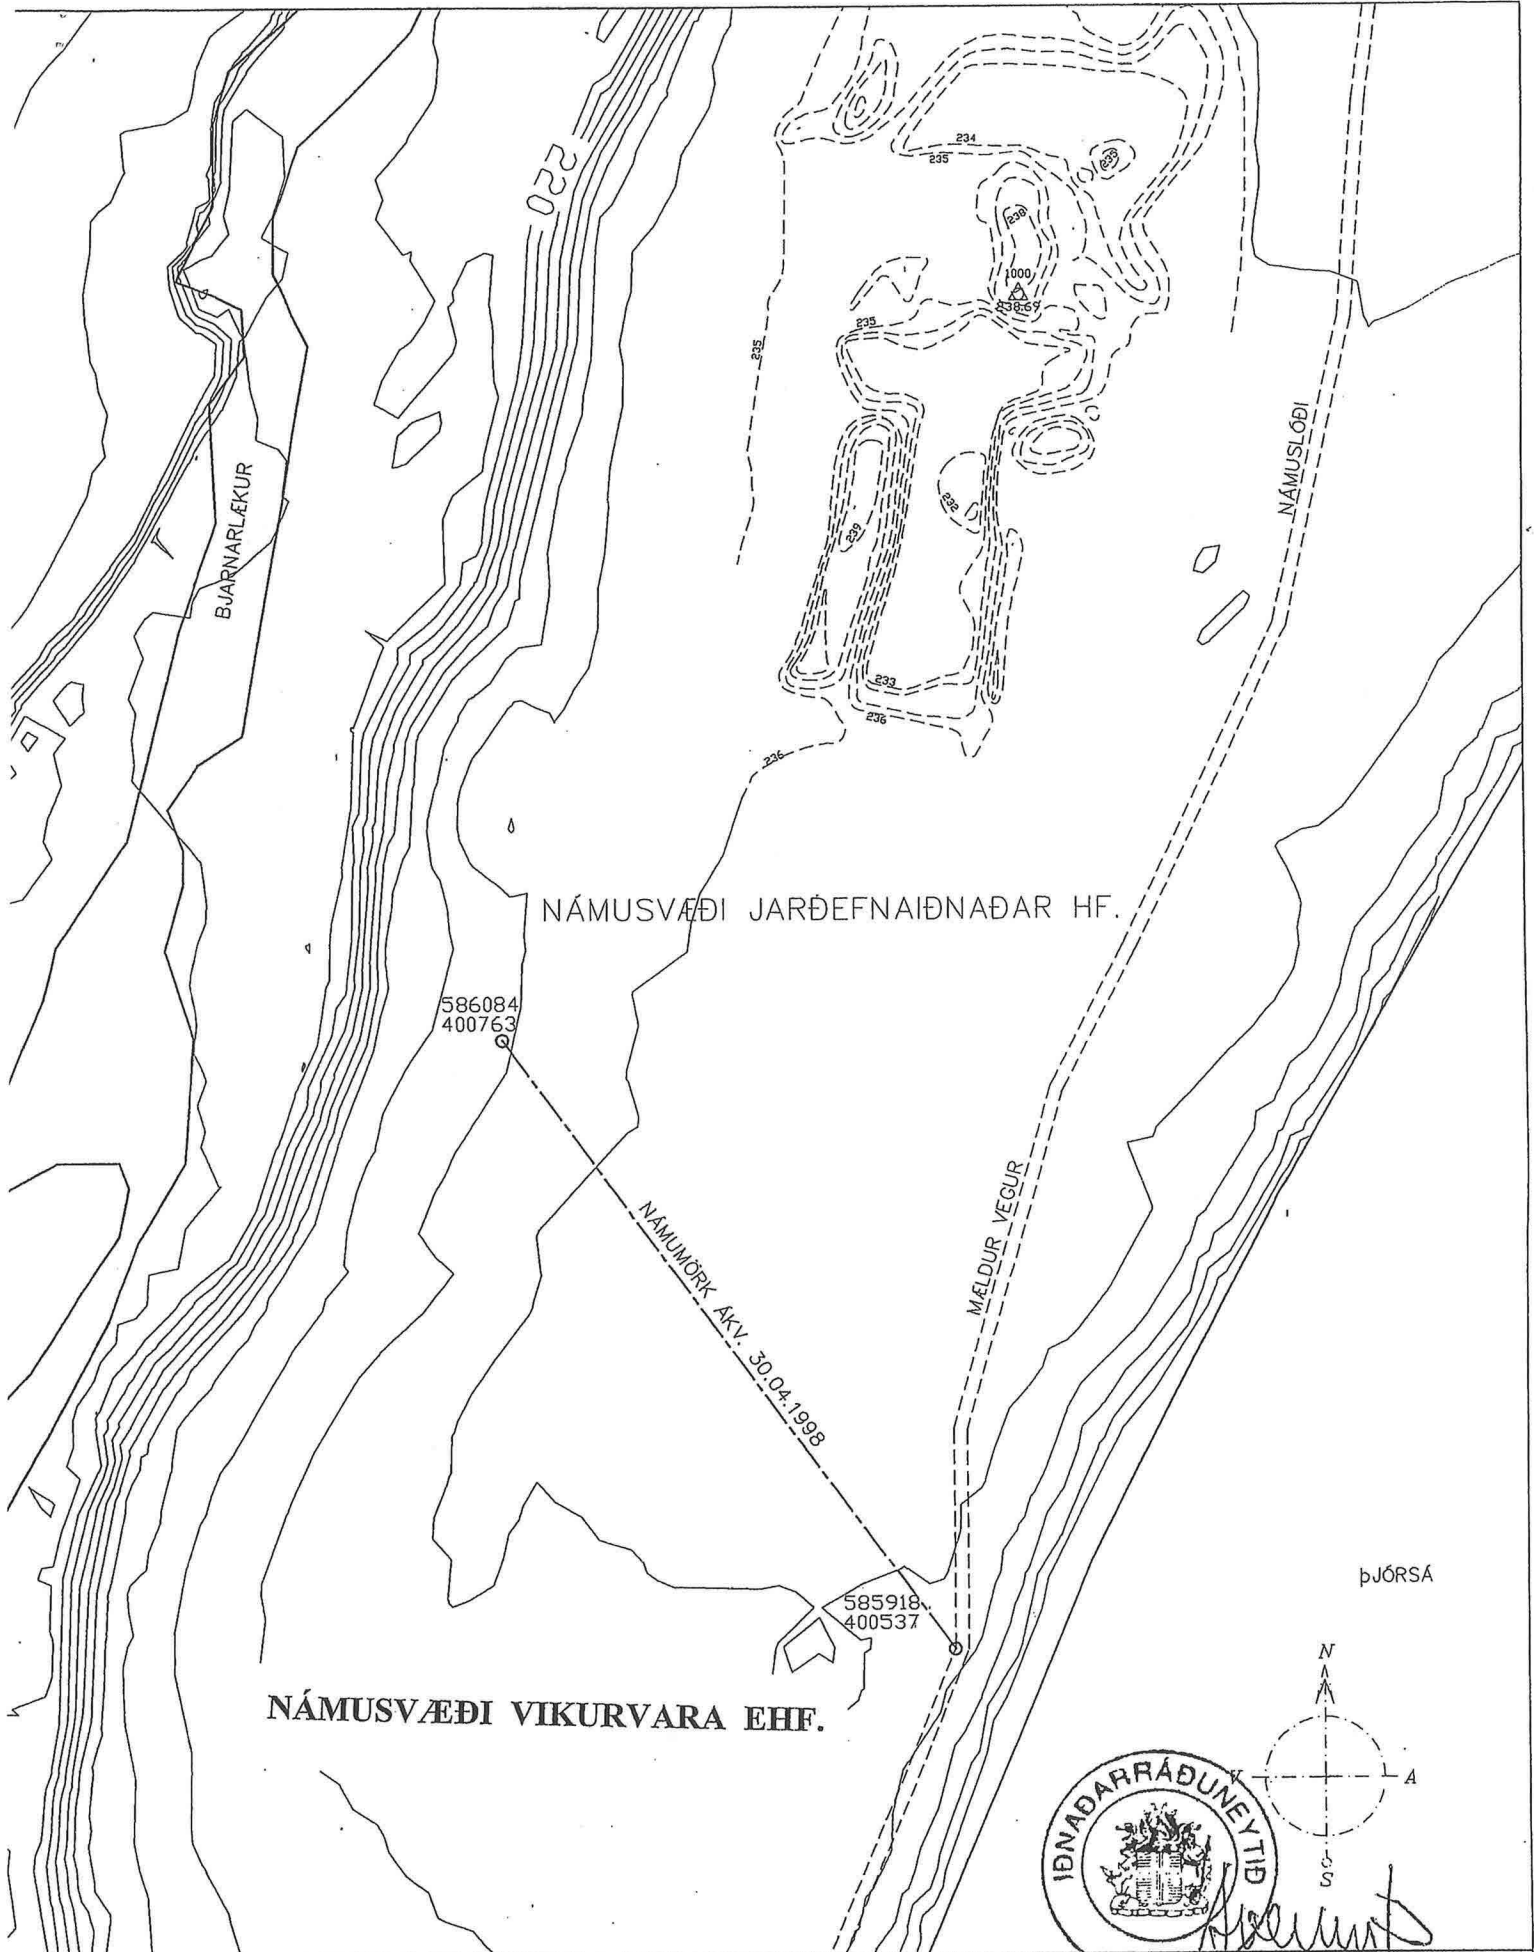 220
234
235
235
238
1000
238.69
235
235
NÁMUSLÓÐI
BJARNARLÆKUR
232
239
233
236
236
NÁMUSVÆÐI JARÐEFNAIÐNAÐAR HF.
586084
400763
NÁMUMÖRK ÁKV. 30.04.1998
MÆLDUR VEGUR
ÞJÓRSÁ
585918
400537
NÁMUSVÆÐI VIKURVARA EHF.
N
V
A
S
IÐNAÐARRÁÐUNEYTIÐ